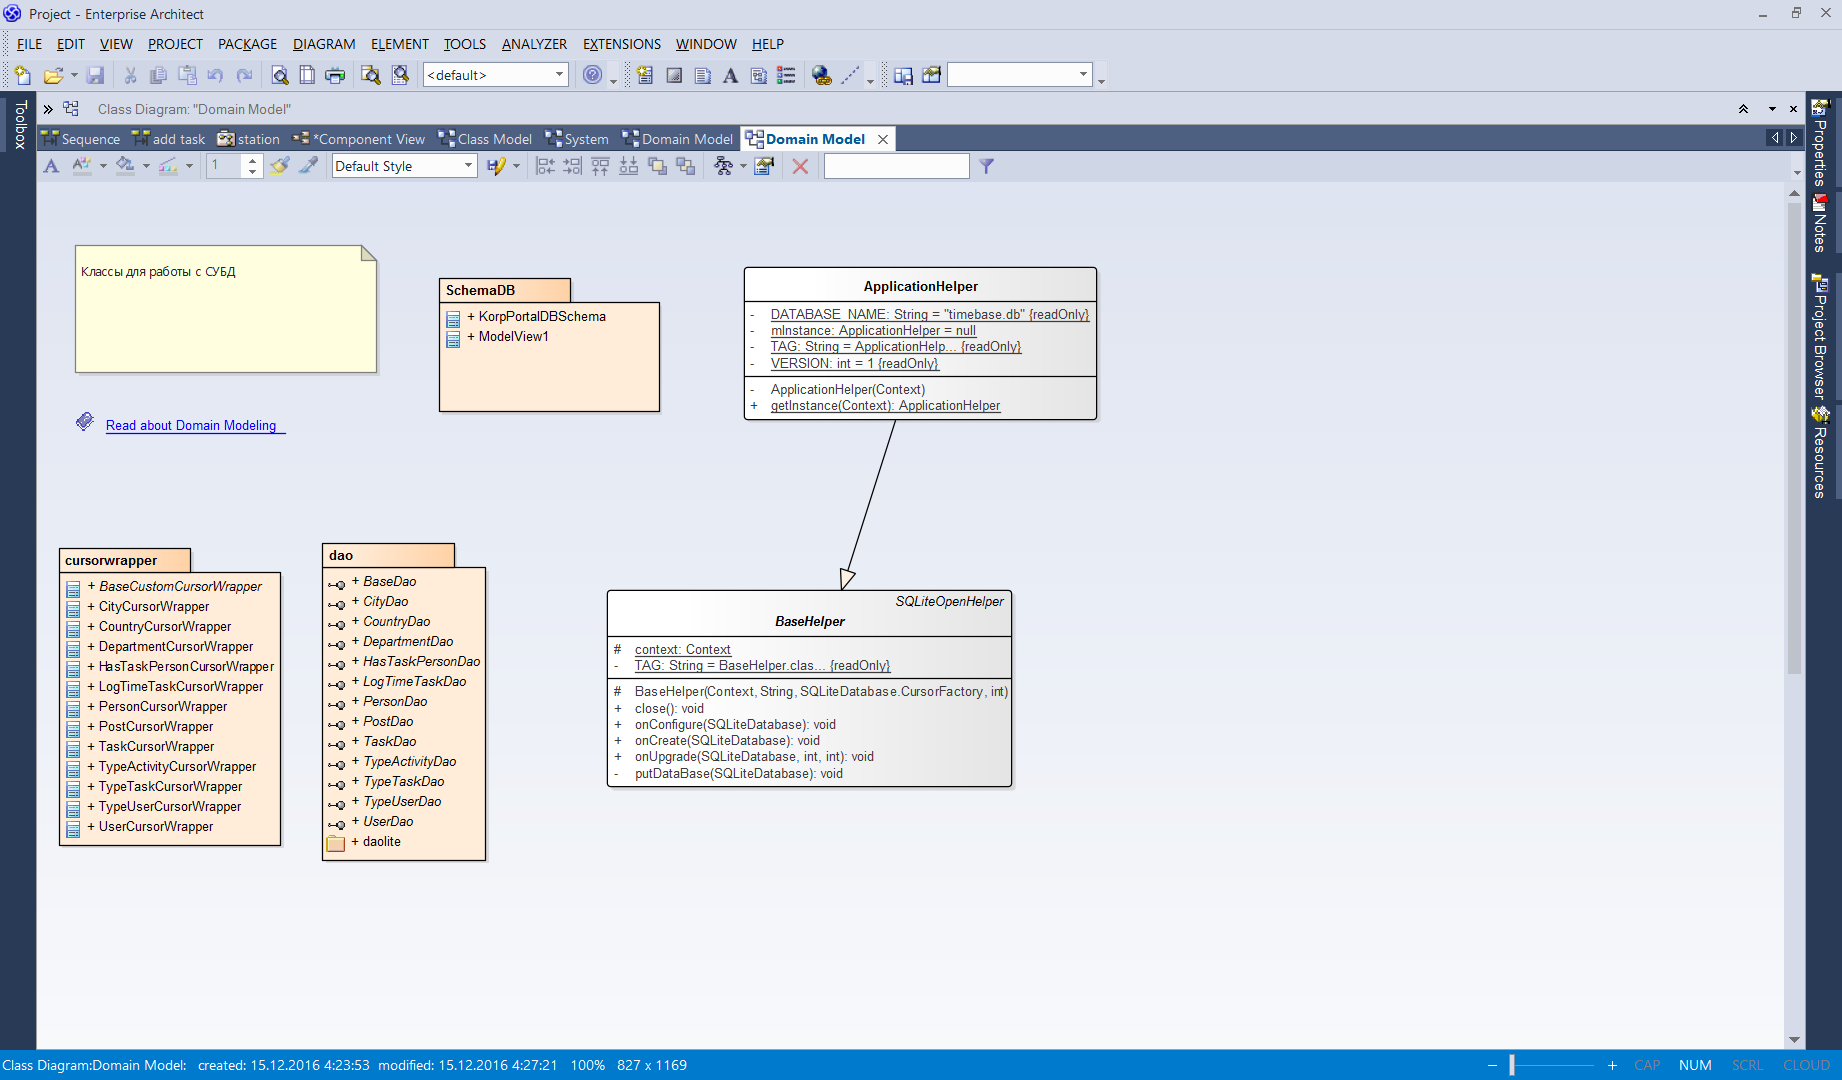 Project - Enterprise Architect
FILE EDIT VIEW PROJECT PACKAGE DIAGRAM ELEMENT TOOLS ANALYZER EXTENSIONS WINDOW HELP
<default>
Toolbox
Class Diagram: "Domain Model"
Sequence add task station *Component View Class Model System Domain Model Domain Model
1 Default Style
Properties
Notes
Project Browser
Resources
Классы для работы с СУБД
Read about Domain Modeling
SchemaDB
+ KorpPortalDBSchema
+ ModelView1
ApplicationHelper
- DATABASE_NAME: String = "timebase.db" {readOnly}
- mInstance: ApplicationHelper = null
- TAG: String = ApplicationHelp... {readOnly}
- VERSION: int = 1 {readOnly}
- ApplicationHelper(Context)
+ getInstance(Context): ApplicationHelper
cursorwrapper
+ BaseCustomCursorWrapper
+ CityCursorWrapper
+ CountryCursorWrapper
+ DepartmentCursorWrapper
+ HasTaskPersonCursorWrapper
+ LogTimeTaskCursorWrapper
+ PersonCursorWrapper
+ PostCursorWrapper
+ TaskCursorWrapper
+ TypeActivityCursorWrapper
+ TypeTaskCursorWrapper
+ TypeUserCursorWrapper
+ UserCursorWrapper
dao
+ BaseDao
+ CityDao
+ CountryDao
+ DepartmentDao
+ HasTaskPersonDao
+ LogTimeTaskDao
+ PersonDao
+ PostDao
+ TaskDao
+ TypeActivityDao
+ TypeTaskDao
+ TypeUserDao
+ UserDao
+ daolite
SQLiteOpenHelper
BaseHelper
# context: Context
- TAG: String = BaseHelper.clas... {readOnly}
# BaseHelper(Context, String, SQLiteDatabase.CursorFactory, int)
+ close(): void
+ onConfigure(SQLiteDatabase): void
+ onCreate(SQLiteDatabase): void
+ onUpgrade(SQLiteDatabase, int, int): void
- putDataBase(SQLiteDatabase): void
Class Diagram:Domain Model: created: 15.12.2016 4:23:53 modified: 15.12.2016 4:27:21 100% 827 x 1169
CAP NUM SCRL CLOUD